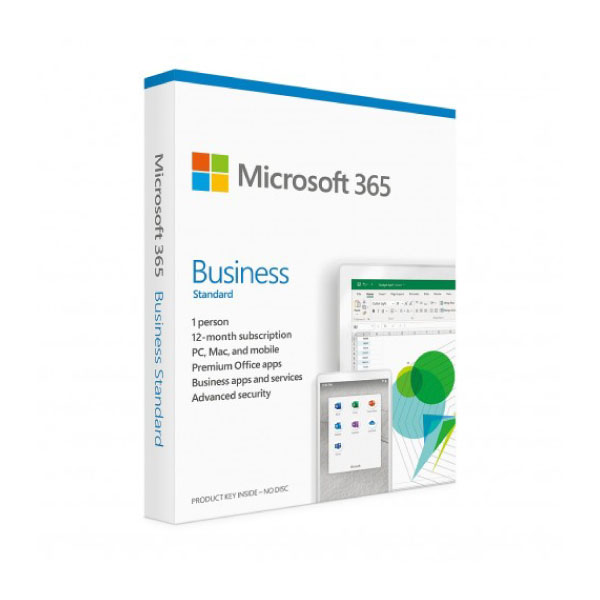 Microsoft 365
Business
Standard
1 person
12-month subscription
PC, Mac, and mobile
Premium Office apps
Business apps and services
Advanced security
PRODUCT KEY INSIDE – NO DISC
Microsoft 365 Business Standard